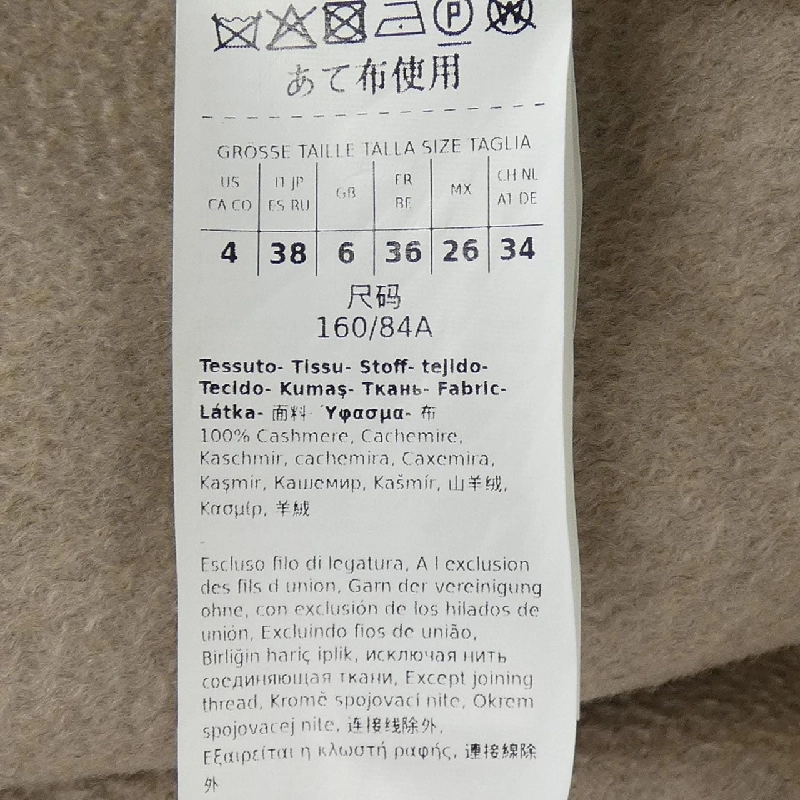 P W
あて布使用
GRÖSSE TAILLE TALLA SIZE TAGLIA
US IT JP GB FR MX CH NL
CA CO ES RU BE AT DE
4 38 6 36 26 34
尺码
160/84A
Tessuto- Tissu- Stoff- tejido-
Tecido- Kumaş- Ткань- Fabric-
Látka- 面料- Ύφασμα- 布
100% Cashmere, Cachemire,
Kaschmir, cachemira, Caxemira,
Kaşmir, Кашемир, Kašmír, 山羊绒,
Κασμίρ, 羊絨
Escluso filo di legatura, A l exclusion
des fils d union, Garn der vereinigung
ohne, con exclusión de los hilados de
unión, Excluindo fios de união,
Birliğin hariç iplik, исключая нить
соединяющая ткани, Except joining
thread, Kromě spojovací nite, Okrem
spojovacej nite, 连接线除外,
Εξαιρείται η κλωστή ραφής, 連接線除
外